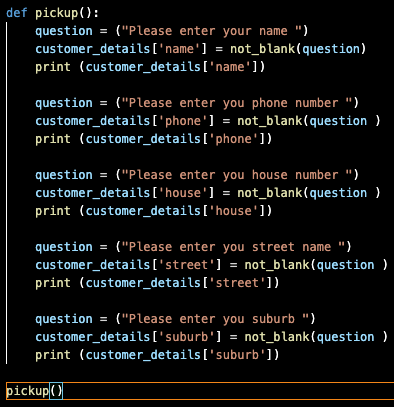 def pickup():
    question = ("Please enter your name ")
    customer_details['name'] = not_blank(question)
    print (customer_details['name'])

    question = ("Please enter you phone number ")
    customer_details['phone'] = not_blank(question )
    print (customer_details['phone'])

    question = ("Please enter you house number ")
    customer_details['house'] = not_blank(question )
    print (customer_details['house'])

    question = ("Please enter you street name ")
    customer_details['street'] = not_blank(question )
    print (customer_details['street'])

    question = ("Please enter you suburb ")
    customer_details['suburb'] = not_blank(question )
    print (customer_details['suburb'])

pickup()